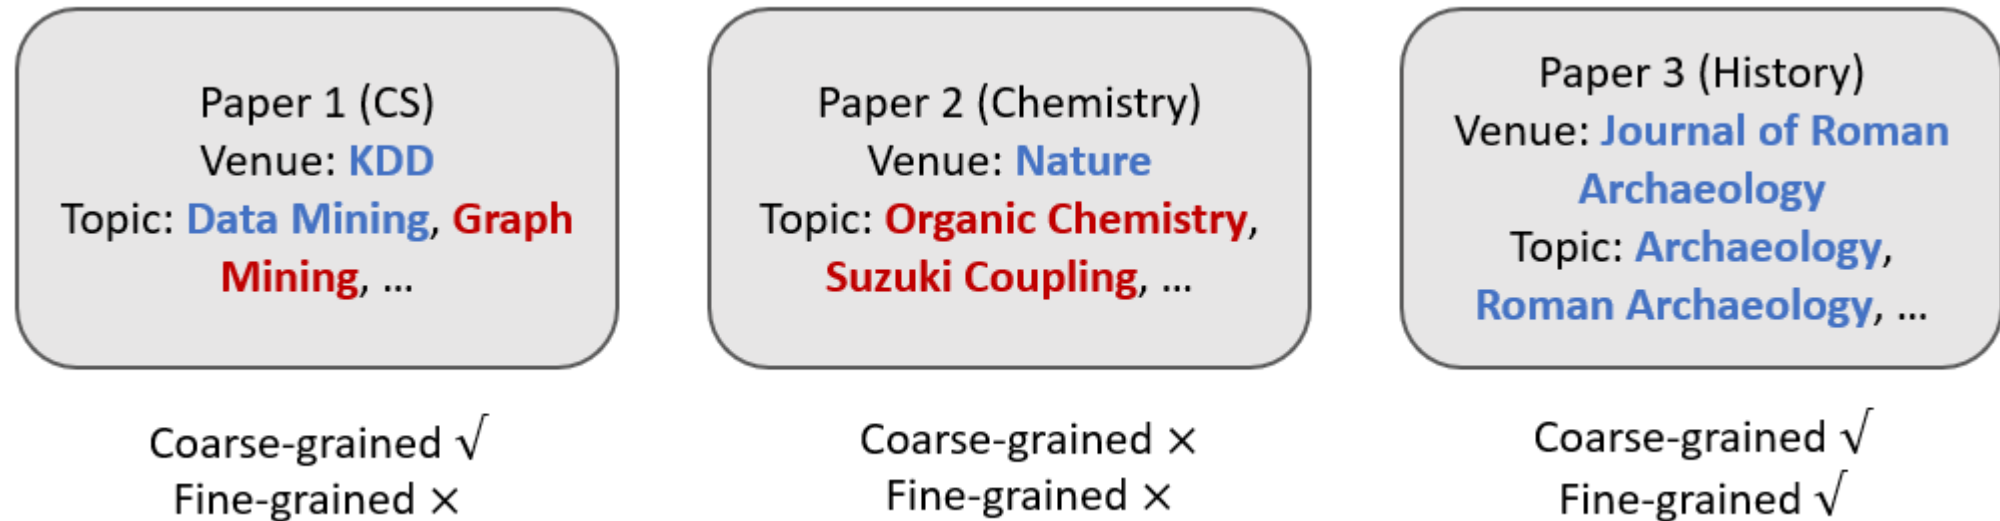 Paper 1 (CS)
Venue: KDD
Topic: Data Mining, Graph
Mining, ...
Coarse-grained √
Fine-grained ×
Paper 2 (Chemistry)
Venue: Nature
Topic: Organic Chemistry,
Suzuki Coupling, ...
Coarse-grained ×
Fine-grained ×
Paper 3 (History)
Venue: Journal of Roman
Archaeology
Topic: Archaeology,
Roman Archaeology, ...
Coarse-grained √
Fine-grained √